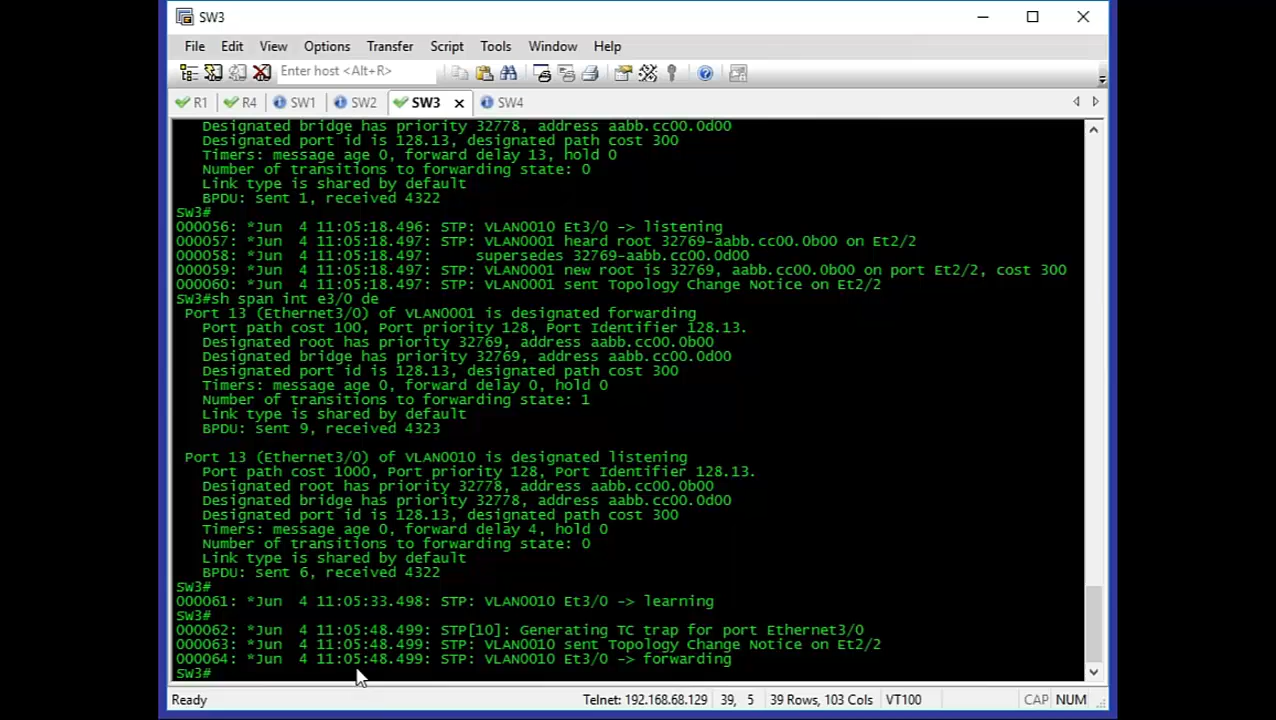 SW3
File Edit View Options Transfer Script Tools Window Help
Enter host <Alt+R>
R1 R4 SW1 SW2 SW3 SW4
Designated bridge has priority 32778, address aabb.cc00.0d00
Designated port id is 128.13, designated path cost 300
Timers: message age 0, forward delay 13, hold 0
Number of transitions to forwarding state: 0
Link type is shared by default
BPDU: sent 1, received 4322
SW3#
000056: *Jun  4 11:05:18.496: STP: VLAN0010 Et3/0 -> listening
000057: *Jun  4 11:05:18.497: STP: VLAN0001 heard root 32769-aabb.cc00.0b00 on Et2/2
000058: *Jun  4 11:05:18.497:     supersedes 32769-aabb.cc00.0d00
000059: *Jun  4 11:05:18.497: STP: VLAN0001 new root is 32769, aabb.cc00.0b00 on port Et2/2, cost 300
000060: *Jun  4 11:05:18.497: STP: VLAN0001 sent Topology Change Notice on Et2/2
SW3#sh span int e3/0 de
Port 13 (Ethernet3/0) of VLAN0001 is designated forwarding
Port path cost 100, Port priority 128, Port Identifier 128.13.
Designated root has priority 32769, address aabb.cc00.0b00
Designated bridge has priority 32769, address aabb.cc00.0d00
Designated port id is 128.13, designated path cost 300
Timers: message age 0, forward delay 0, hold 0
Number of transitions to forwarding state: 1
Link type is shared by default
BPDU: sent 9, received 4323
Port 13 (Ethernet3/0) of VLAN0010 is designated listening
Port path cost 1000, Port priority 128, Port Identifier 128.13.
Designated root has priority 32778, address aabb.cc00.0b00
Designated bridge has priority 32778, address aabb.cc00.0d00
Designated port id is 128.13, designated path cost 300
Timers: message age 0, forward delay 4, hold 0
Number of transitions to forwarding state: 0
Link type is shared by default
BPDU: sent 6, received 4322
SW3#
000061: *Jun  4 11:05:33.498: STP: VLAN0010 Et3/0 -> learning
SW3#
000062: *Jun  4 11:05:48.499: STP[10]: Generating TC trap for port Ethernet3/0
000063: *Jun  4 11:05:48.499: STP: VLAN0010 sent Topology Change Notice on Et2/2
000064: *Jun  4 11:05:48.499: STP: VLAN0010 Et3/0 -> forwarding
SW3#
Ready Telnet: 192.168.68.129 39, 5 39 Rows, 103 Cols VT100 CAP NUM